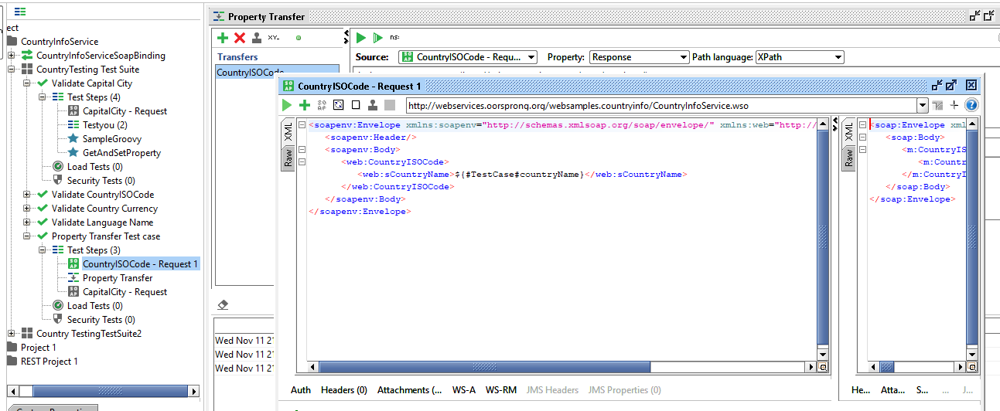 ect
CountryInfoService
CountryInfoServiceSoapBinding
CountryTesting Test Suite
Validate Capital City
Test Steps (4)
CapitalCity - Request
Testyou (2)
SampleGroovy
GetAndSetProperty
Load Tests (0)
Security Tests (0)
Validate CountryISOCode
Validate Country Currency
Validate Language Name
Property Transfer Test case
Test Steps (3)
CountryISOCode - Request 1
Property Transfer
CapitalCity - Request
Load Tests (0)
Security Tests (0)
Country TestingTestSuite2
Project 1
REST Project 1
Property Transfer
ns:
Transfers
Source: CountryISOCode - Requ... Property: Response Path language: XPath
CountryISOCode
CountryISOCode - Request 1
http://webservices.oorsprong.org/websamples.countryinfo/CountryInfoService.wso
XML
Raw
<soapenv:Envelope xmlns:soapenv="http://schemas.xmlsoap.org/soap/envelope/" xmlns:web="http://
<soapenv:Header/>
<soapenv:Body>
<web:CountryISOCode>
<web:sCountryName>${#TestCase#countryName}</web:sCountryName>
</web:CountryISOCode>
</soapenv:Body>
</soapenv:Envelope>
XML
Raw
<soap:Envelope xml
<soap:Body>
<m:CountryIS
<m:Countr
</m:CountryI
</soap:Body>
</soap:Envelope>
Wed Nov 11 21
Wed Nov 11 21
Wed Nov 11 21
Auth Headers (0) Attachments (... WS-A WS-RM JMS Headers JMS Properties (0)
He... Atta... S... ... J...